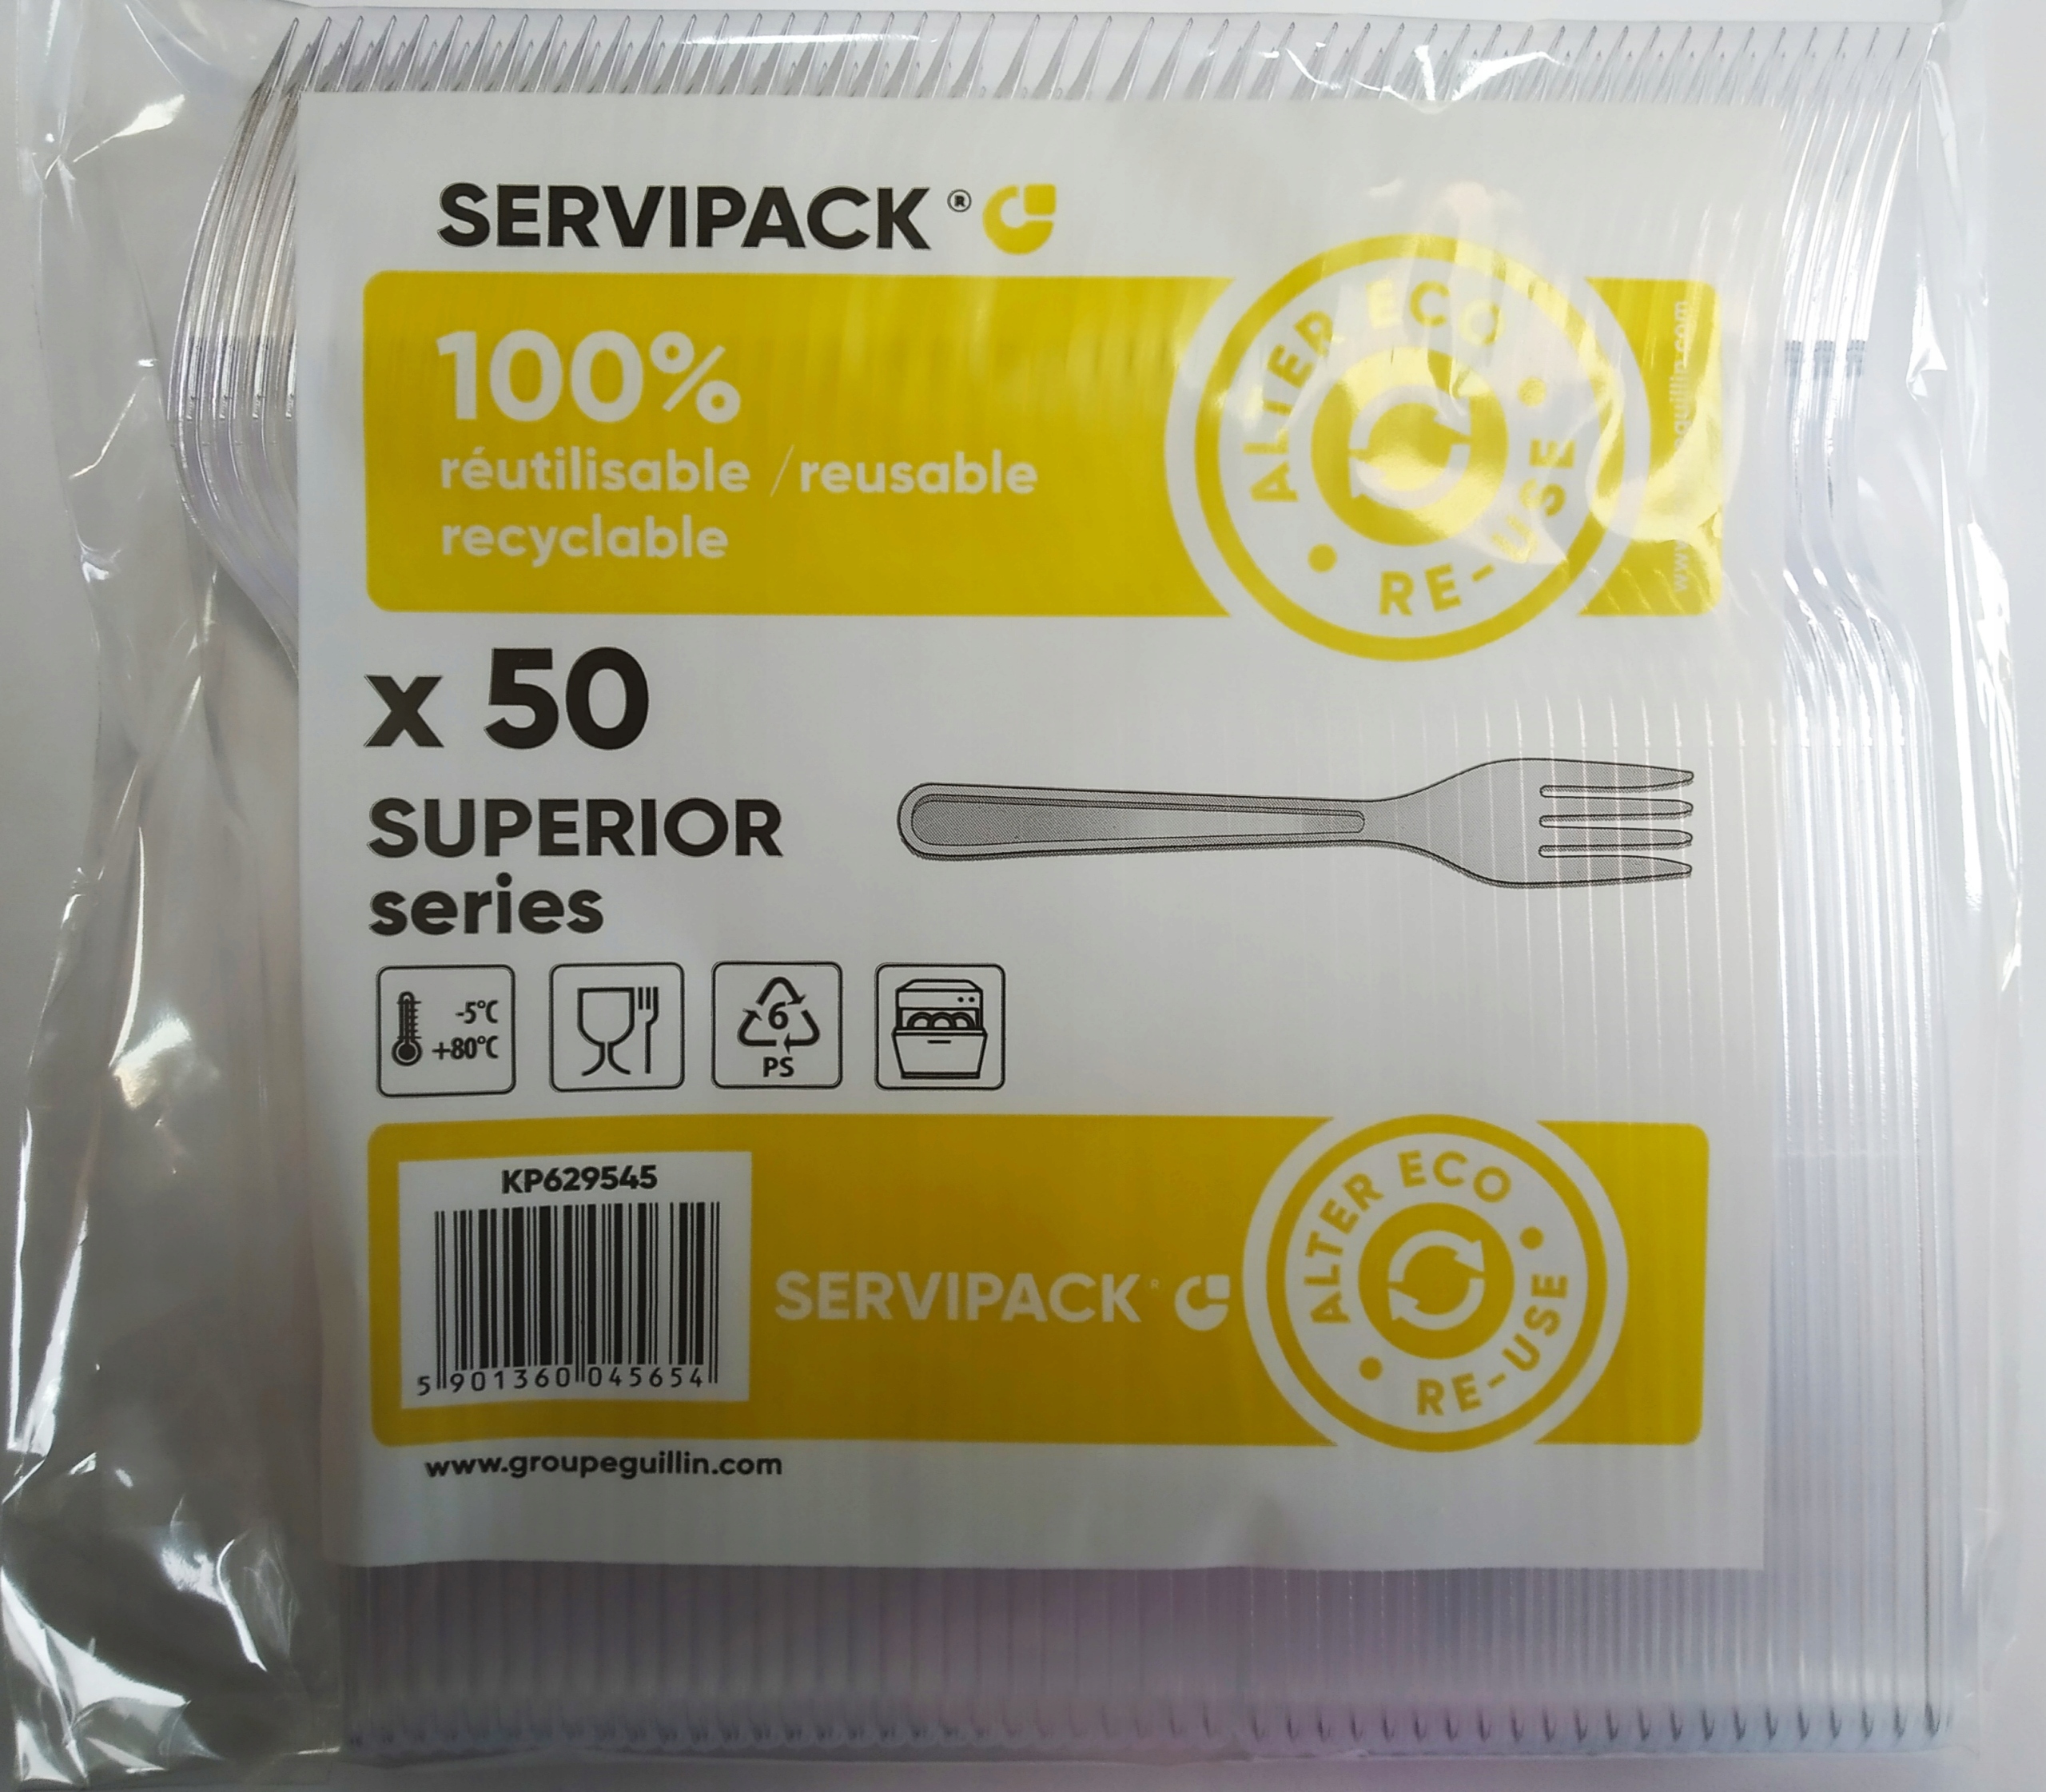 SERVIPACK®
100%
réutilisable / reusable
recyclable
ALTER ECO
RE-USE
x 50
SUPERIOR
series
-5°C
+80°C
6
PS
KP629545
5 901360 045654
SERVIPACK®
ALTER ECO
RE-USE
www.groupeguillin.com